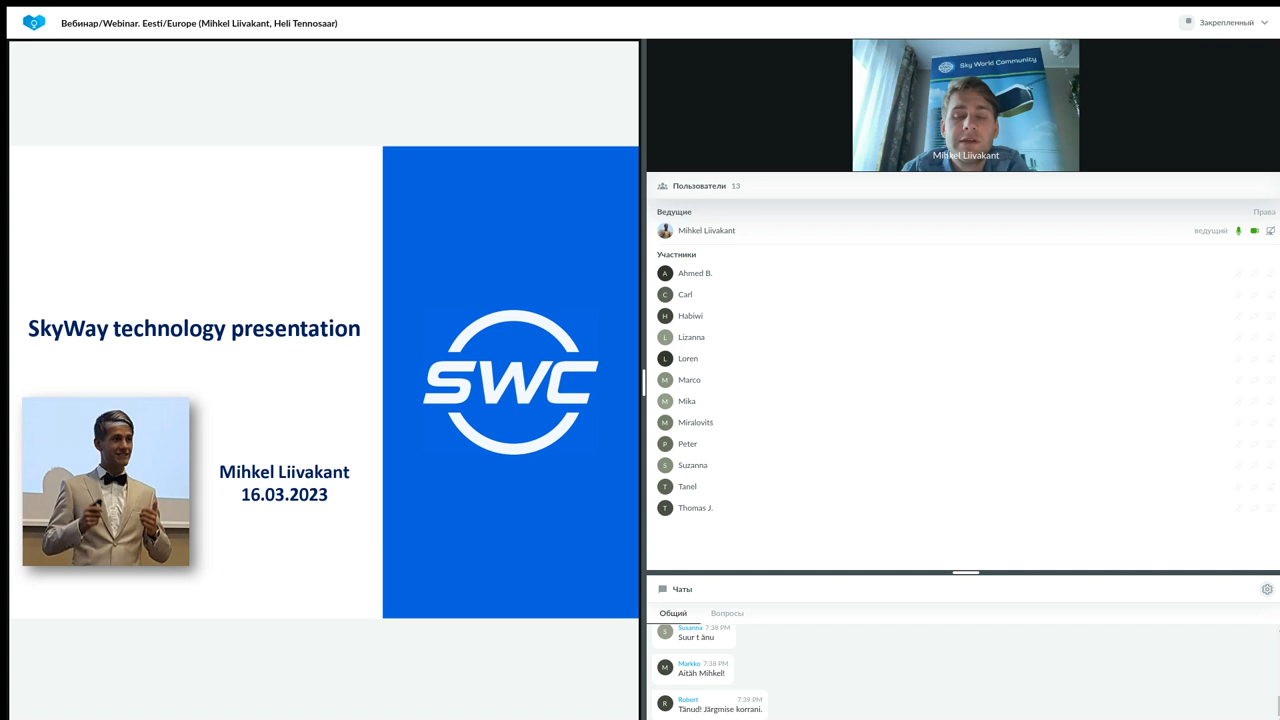 Вебинар/Webinar. Eesti/Europe (Mihkel Liivakant, Heli Tennosaar)
Закрепленный
SkyWay technology presentation
SWC
Mihkel Liivakant
16.03.2023
Sky World Community
Mihkel Liivakant
Пользователи 13
Ведущие
Права
Mihkel Liivakant
ведущий
Участники
A Ahmed B.
C Carl
H Habiwi
L Lizanna
L Loren
M Marco
M Mika
M Miralovitš
P Peter
S Suzanna
T Tanel
T Thomas J.
Чаты
Общий Вопросы
Susanna 7:38 PM
S Suur t änu
Markko 7:38 PM
M Aitäh Mihkel!
Robert 7:39 PM
R Tänud! Järgmise korrani.